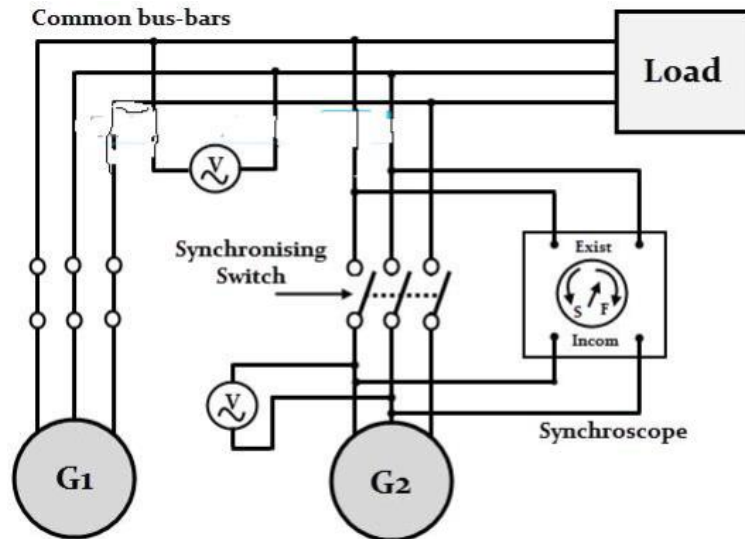 Common bus-bars
Load
V
Synchronising
Switch
Exist
S F
Incom
V
Synchroscope
G1
G2